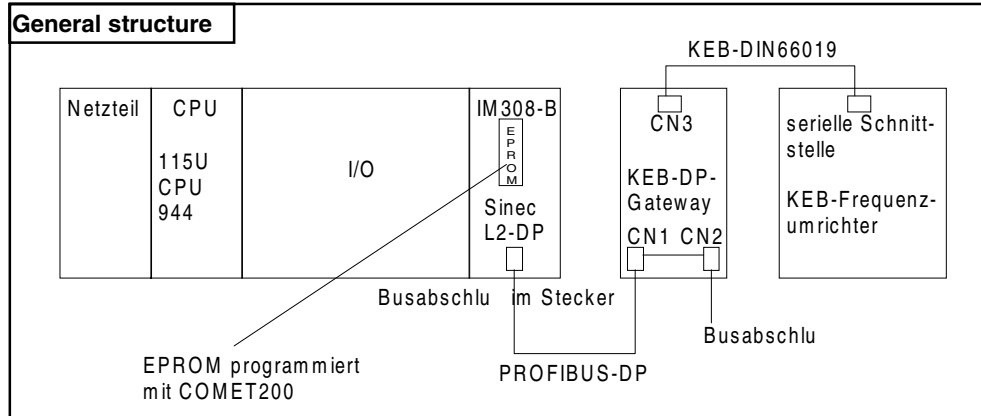 General structure
KEB-DIN66019
Netzteil
CPU
115U
CPU
944
I/O
IM308-B
EPROM
Sinec
L2-DP
CN3
KEB-DP-
Gateway
CN1 CN2
serielle Schnitt-
stelle
KEB-Frequenz-
umrichter
Busabschlu im Stecker
Busabschlu
EPROM programmiert
mit COMET200
PROFIBUS-DP